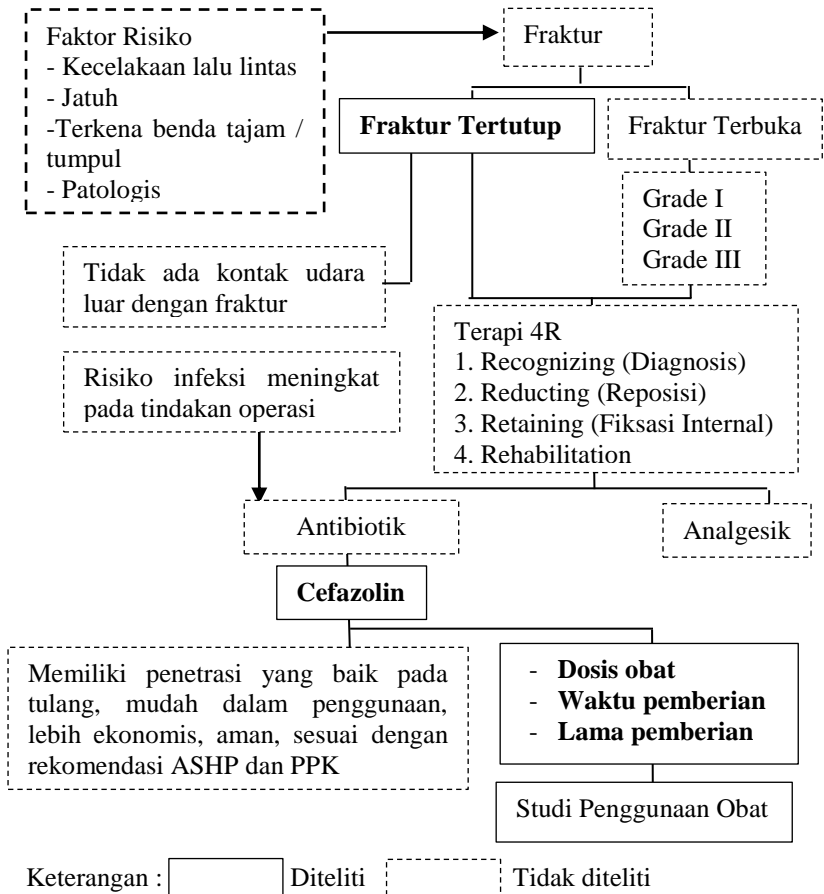 Faktor Risiko
- Kecelakaan lalu lintas
- Jatuh
-Terkena benda tajam /
tumpul
- Patologis
Fraktur
Fraktur Tertutup
Fraktur Terbuka
Grade I
Grade II
Grade III
Tidak ada kontak udara
luar dengan fraktur
Terapi 4R
1. Recognizing (Diagnosis)
2. Reducting (Reposisi)
3. Retaining (Fiksasi Internal)
4. Rehabilitation
Risiko infeksi meningkat
pada tindakan operasi
Antibiotik
Analgesik
Cefazolin
Memiliki penetrasi yang baik pada
tulang, mudah dalam penggunaan,
lebih ekonomis, aman, sesuai dengan
rekomendasi ASHP dan PPK
- Dosis obat
- Waktu pemberian
- Lama pemberian
Studi Penggunaan Obat
Keterangan : Diteliti Tidak diteliti